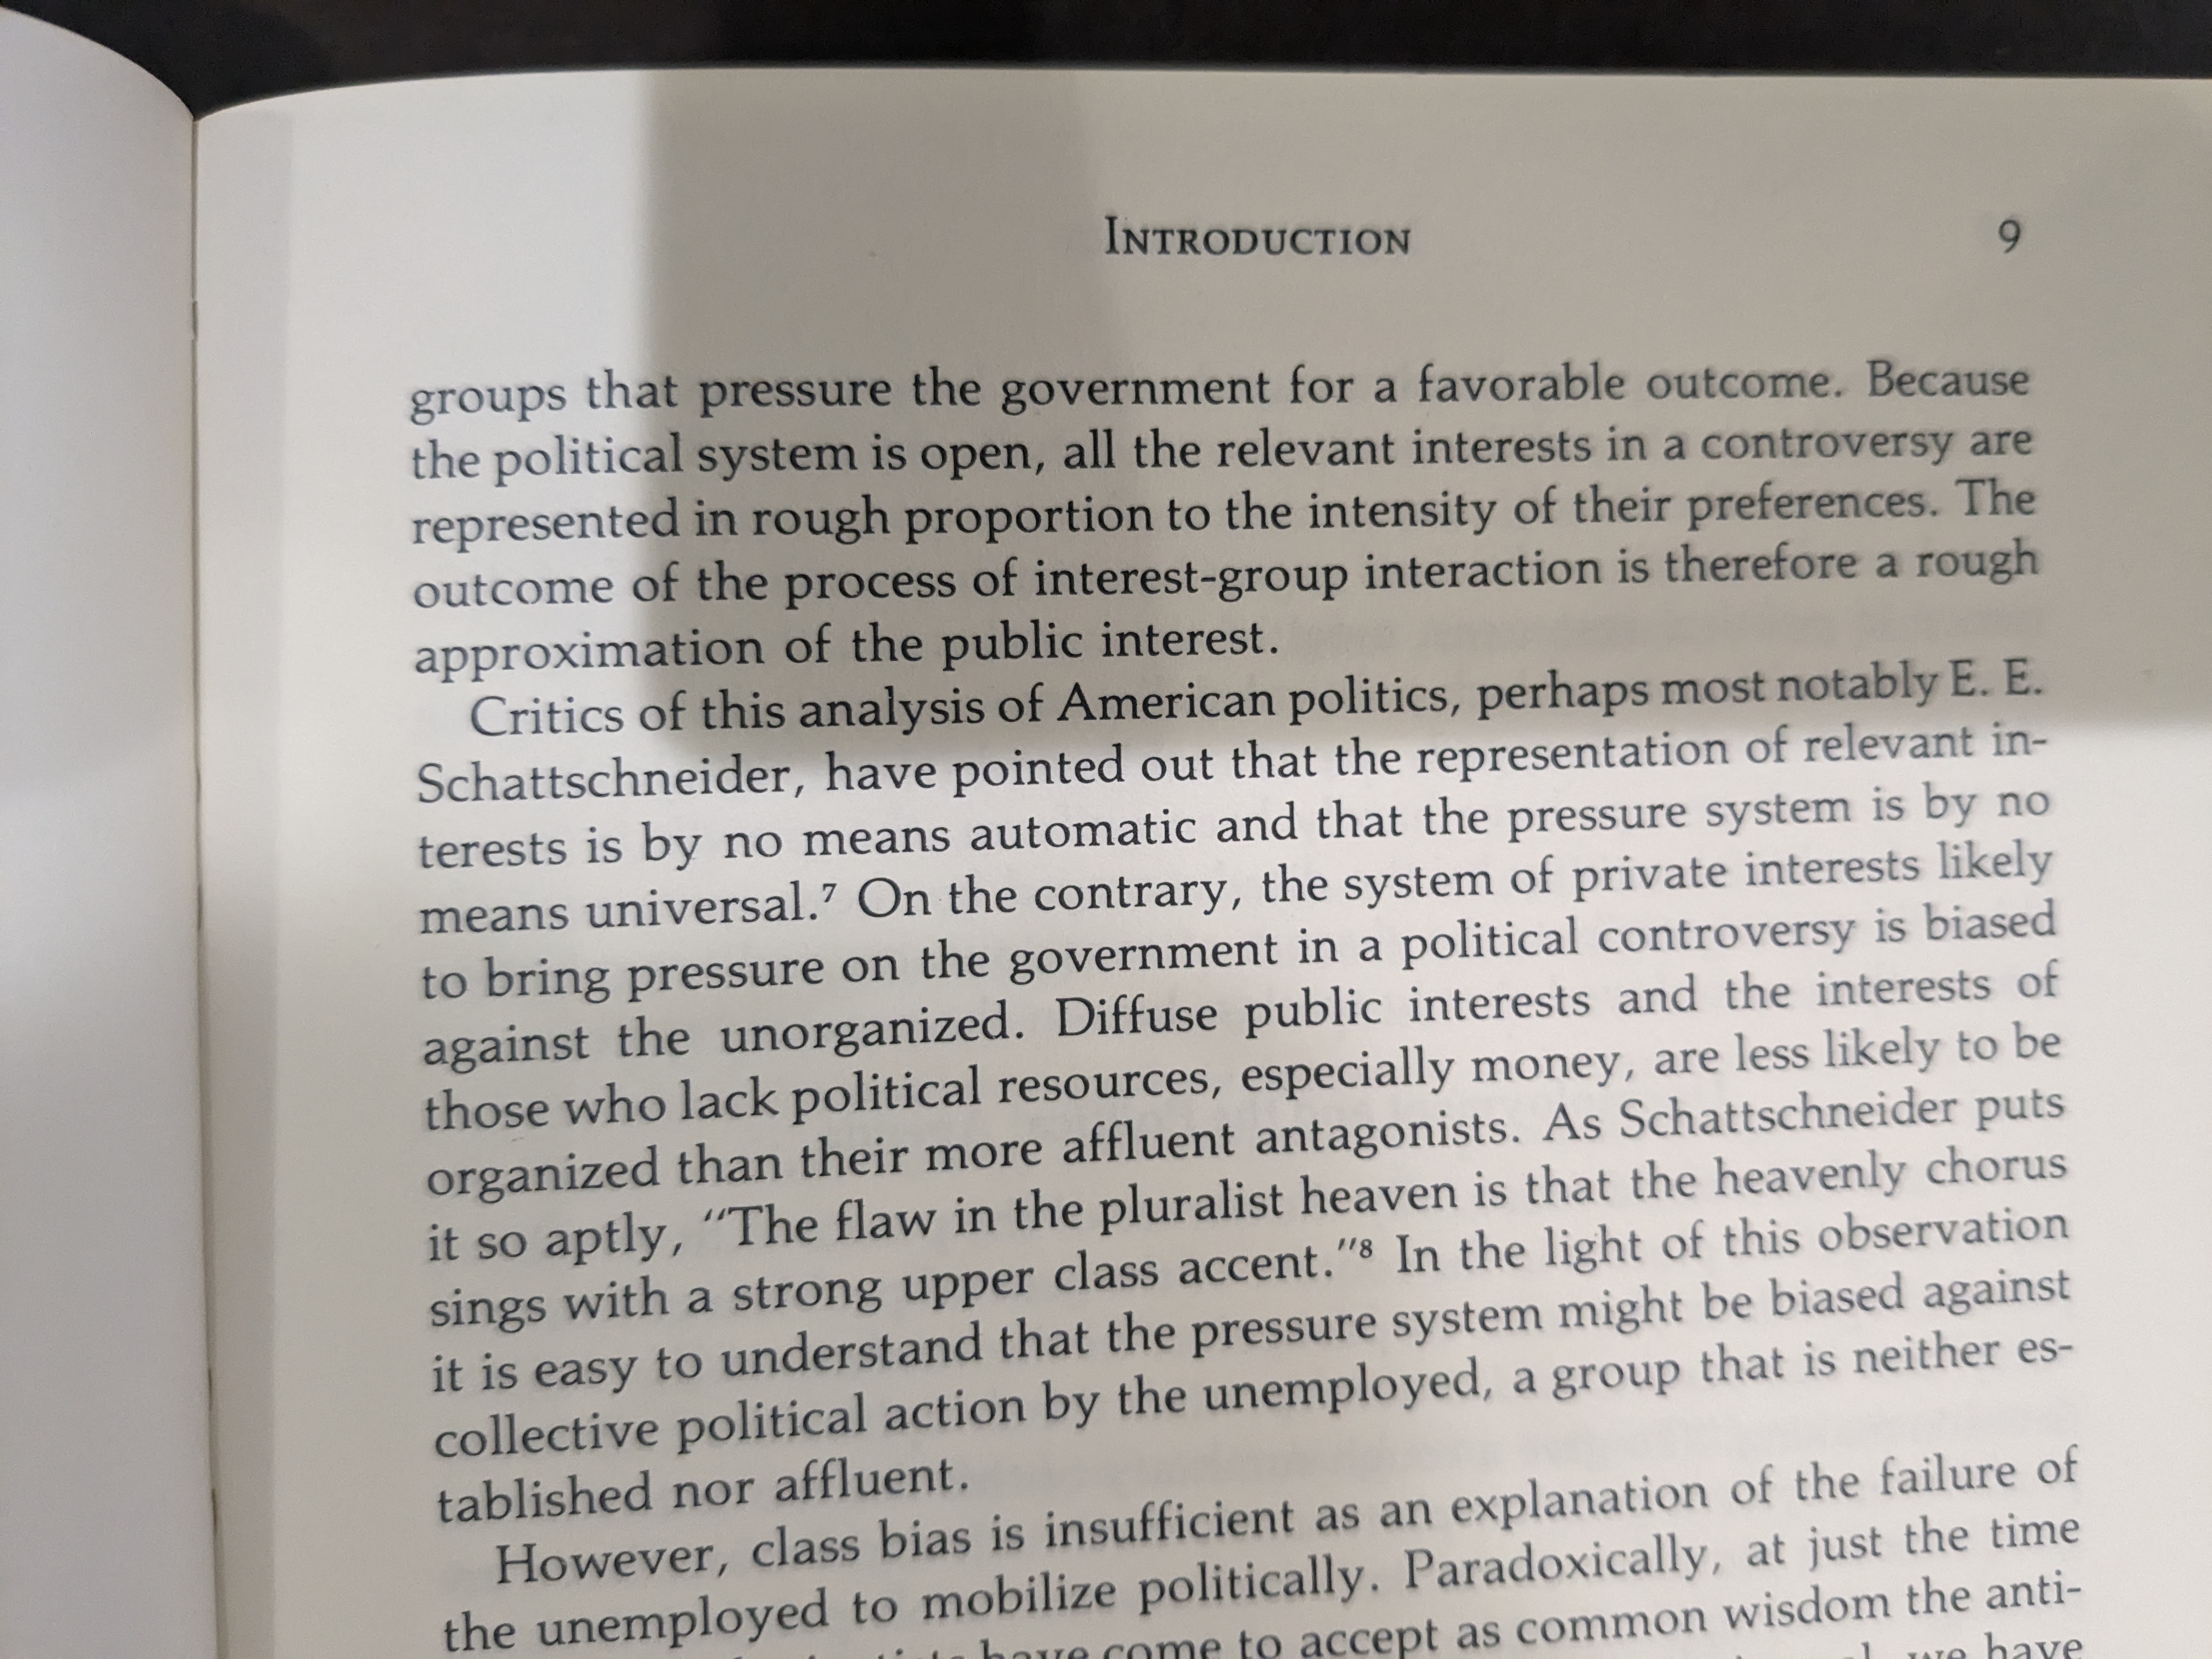 INTRODUCTION 9
groups that pressure the government for a favorable outcome. Because
the political system is open, all the relevant interests in a controversy are
represented in rough proportion to the intensity of their preferences. The
outcome of the process of interest-group interaction is therefore a rough
approximation of the public interest.
Critics of this analysis of American politics, perhaps most notably E. E.
Schattschneider, have pointed out that the representation of relevant in-
terests is by no means automatic and that the pressure system is by no
means universal.⁷ On the contrary, the system of private interests likely
to bring pressure on the government in a political controversy is biased
against the unorganized. Diffuse public interests and the interests of
those who lack political resources, especially money, are less likely to be
organized than their more affluent antagonists. As Schattschneider puts
it so aptly, "The flaw in the pluralist heaven is that the heavenly chorus
sings with a strong upper class accent."⁸ In the light of this observation
it is easy to understand that the pressure system might be biased against
collective political action by the unemployed, a group that is neither es-
tablished nor affluent.
However, class bias is insufficient as an explanation of the failure of
the unemployed to mobilize politically. Paradoxically, at just the time
have come to accept as common wisdom the anti-
we have